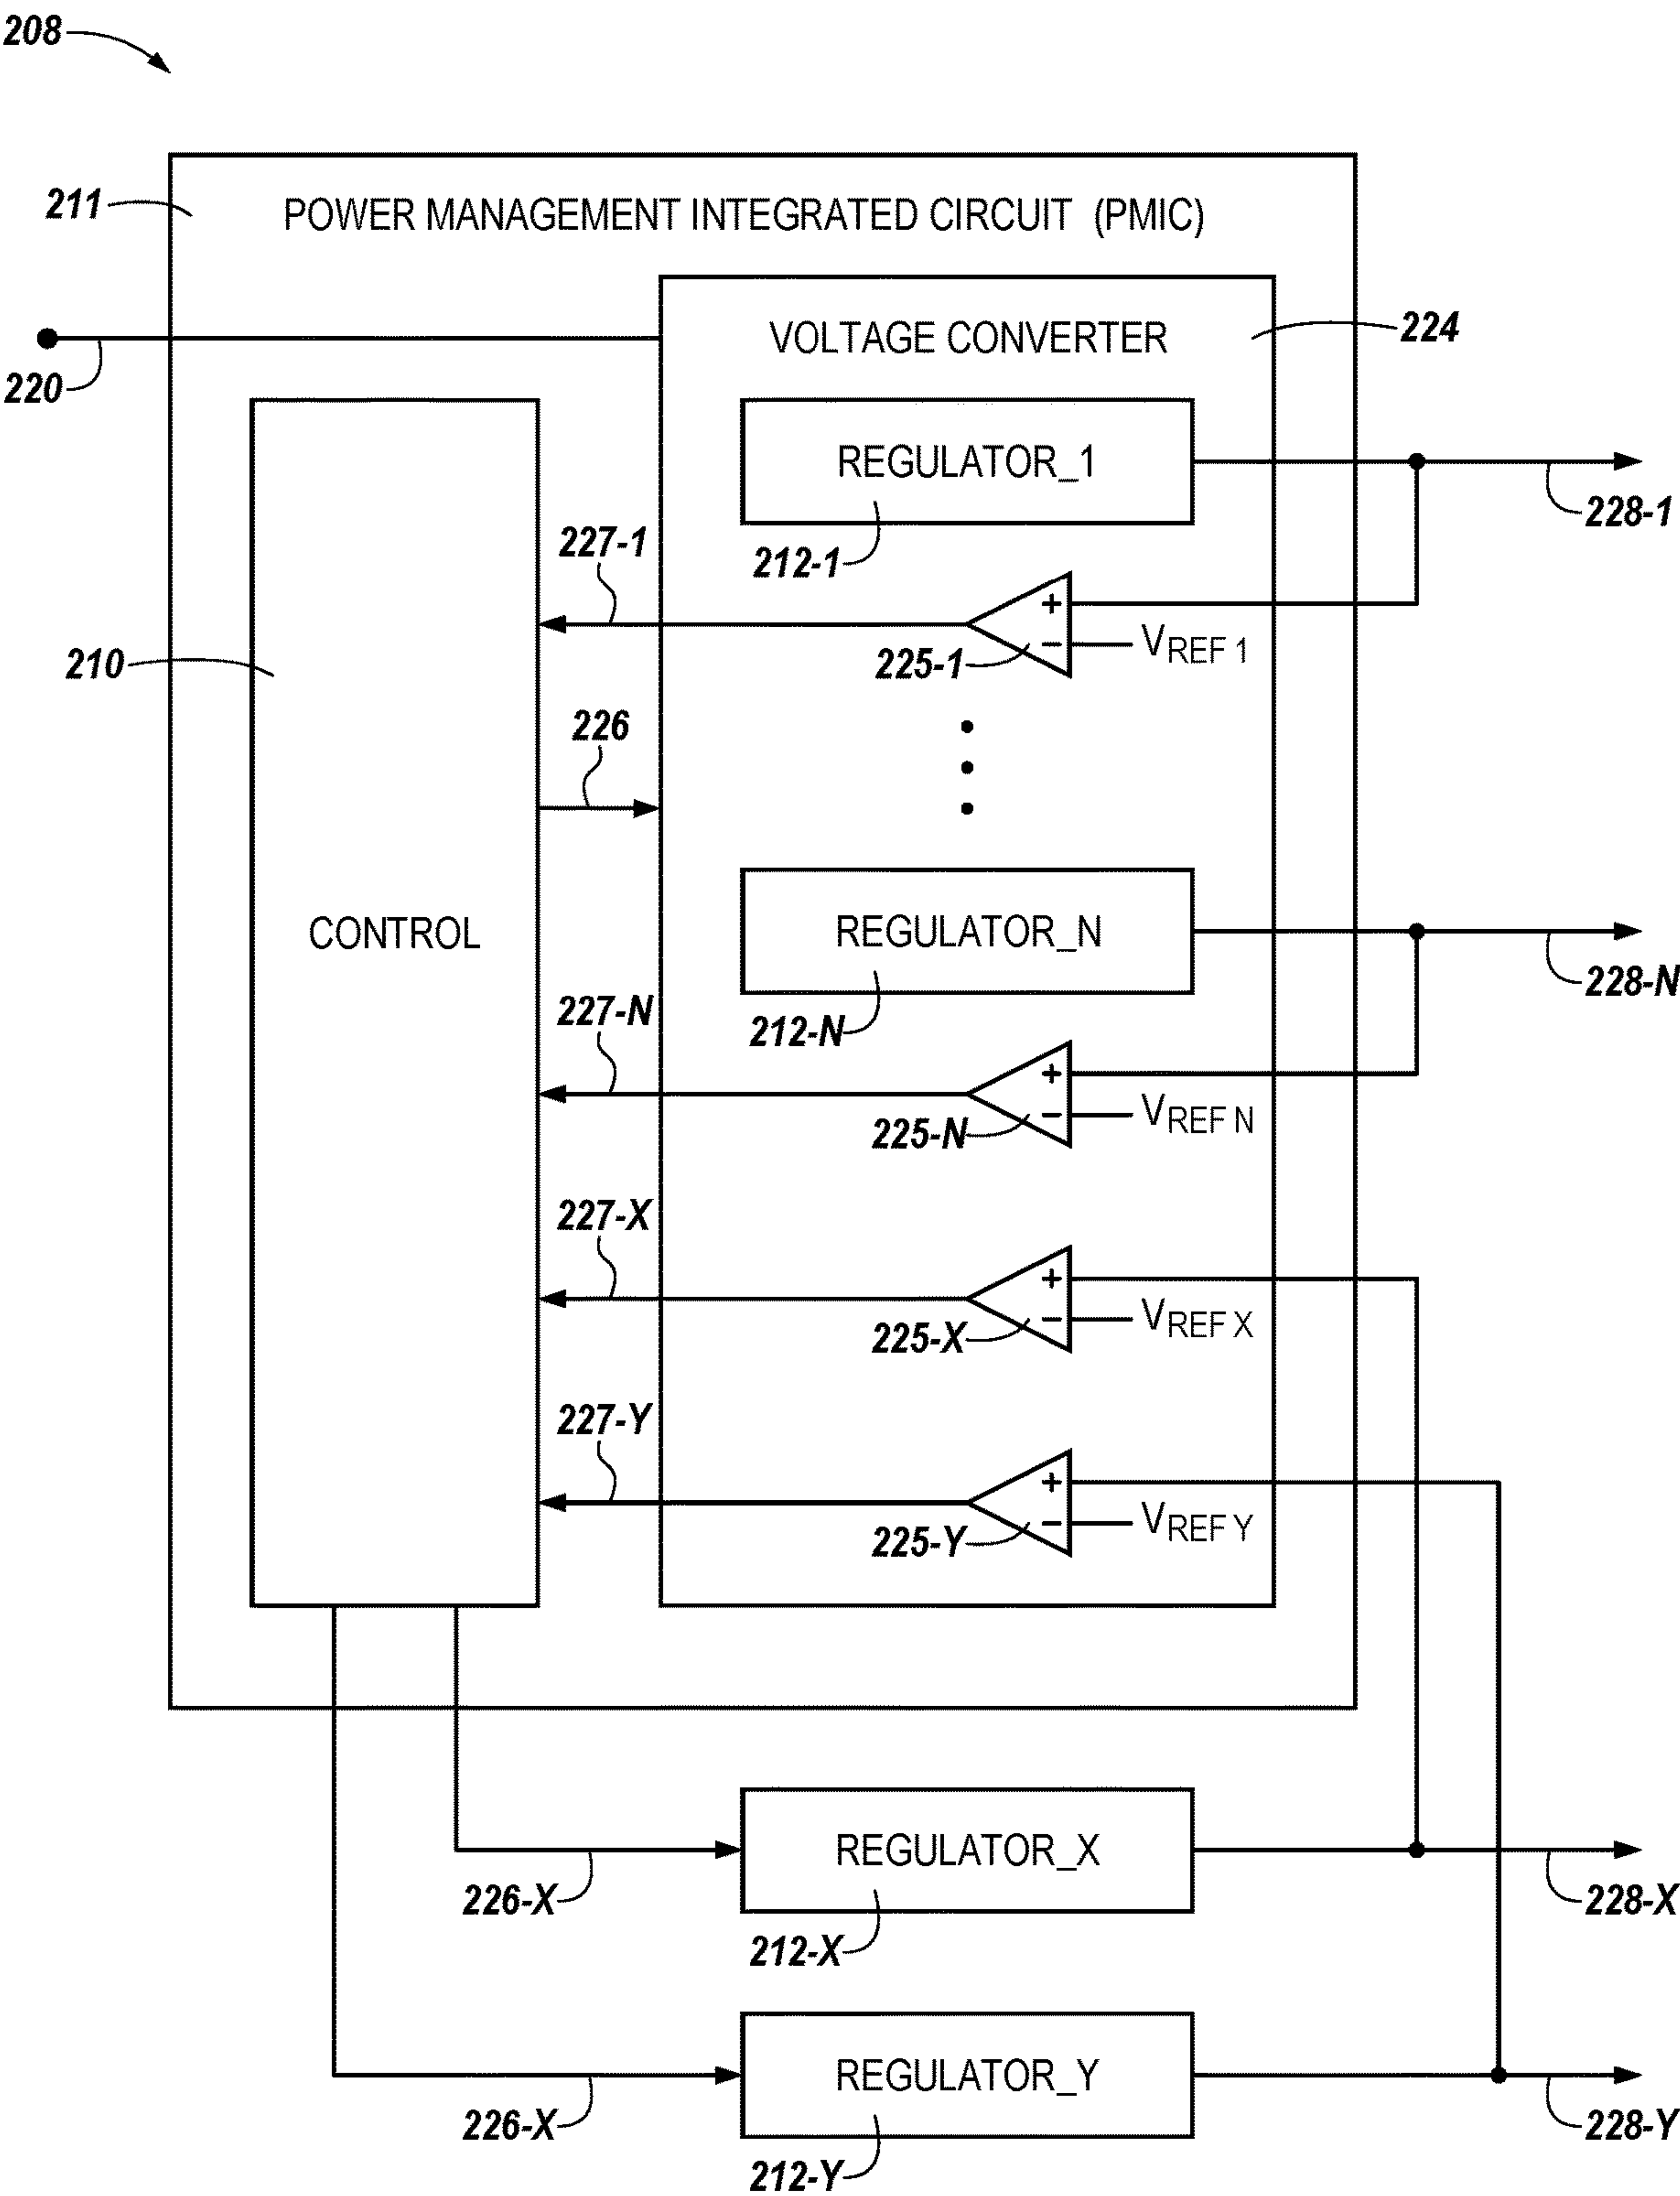 208
211
POWER MANAGEMENT INTEGRATED CIRCUIT (PMIC)
220
VOLTAGE CONVERTER
224
REGULATOR_1
212-1
228-1
227-1
+
−
225-1
VREF 1
210
226
CONTROL
REGULATOR_N
212-N
228-N
227-N
+
−
225-N
VREF N
227-X
+
−
225-X
VREF X
227-Y
+
−
225-Y
VREF Y
226-X
REGULATOR_X
212-X
228-X
226-X
REGULATOR_Y
212-Y
228-Y